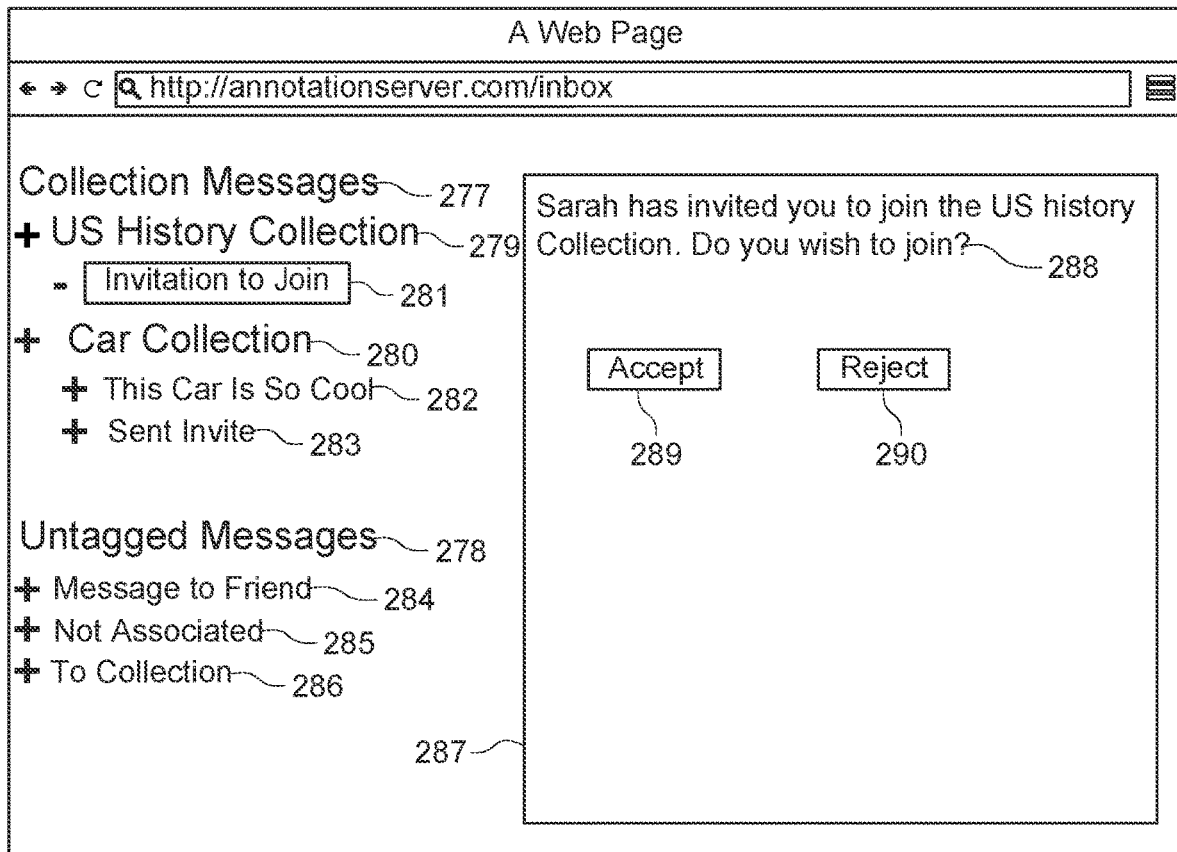 A Web Page
http://annotationserver.com/inbox
Collection Messages 277
+ US History Collection 279
- Invitation to Join 281
+ Car Collection 280
+ This Car Is So Cool 282
+ Sent Invite 283
Untagged Messages 278
+ Message to Friend 284
+ Not Associated 285
+ To Collection 286
Sarah has invited you to join the US history
Collection. Do you wish to join? 288
Accept Reject
289 290
287